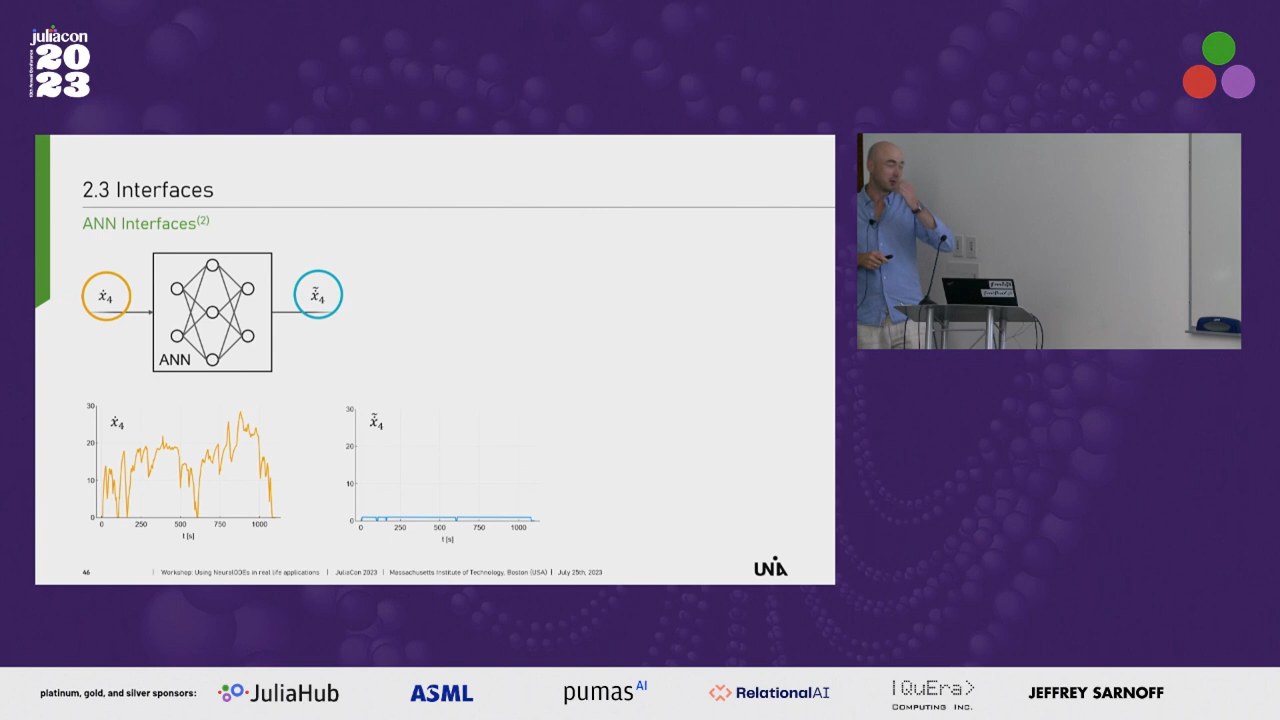 juliacon
2023
2.3 Interfaces
ANN Interfaces(2)
ẋ4
x̃4
ANN
30
20
10
0
ẋ4
0 250 500 750 1000
t [s]
30
20
10
0
x̃̇4
0 250 500 750 1000
t [s]
46 | Workshop: Using NeuralODEs in real life applications | JuliaCon 2023 | Massachusetts Institute of Technology, Boston (USA) | July 25th, 2023
UNIA
platinum, gold, and silver sponsors: JuliaHub ASML pumasAI RelationalAI |QuEra> JEFFREY SARNOFF
COMPUTING INC.